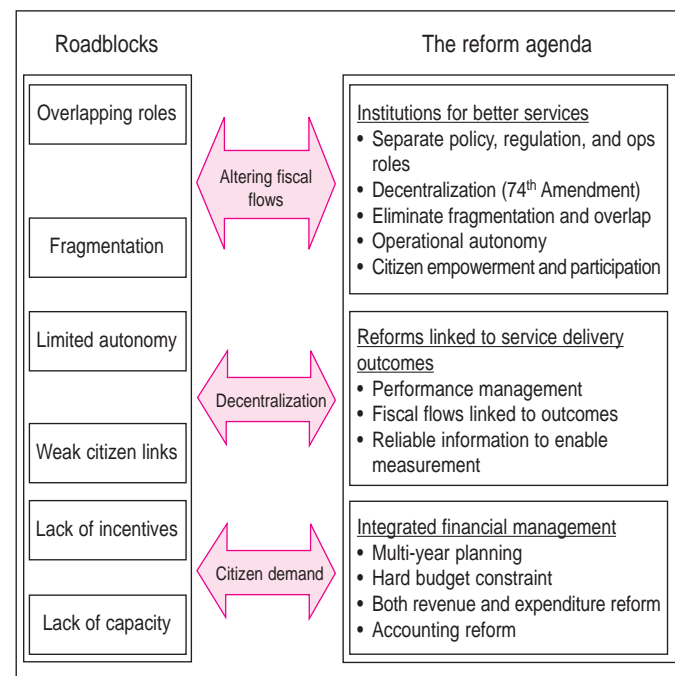 Roadblocks
Overlapping roles
Fragmentation
Limited autonomy
Weak citizen links
Lack of incentives
Lack of capacity
Altering fiscal
flows
Decentralization
Citizen demand
The reform agenda
Institutions for better services
• Separate policy, regulation, and ops
roles
• Decentralization (74th Amendment)
• Eliminate fragmentation and overlap
• Operational autonomy
• Citizen empowerment and participation
Reforms linked to service delivery
outcomes
• Performance management
• Fiscal flows linked to outcomes
• Reliable information to enable
measurement
Integrated financial management
• Multi-year planning
• Hard budget constraint
• Both revenue and expenditure reform
• Accounting reform